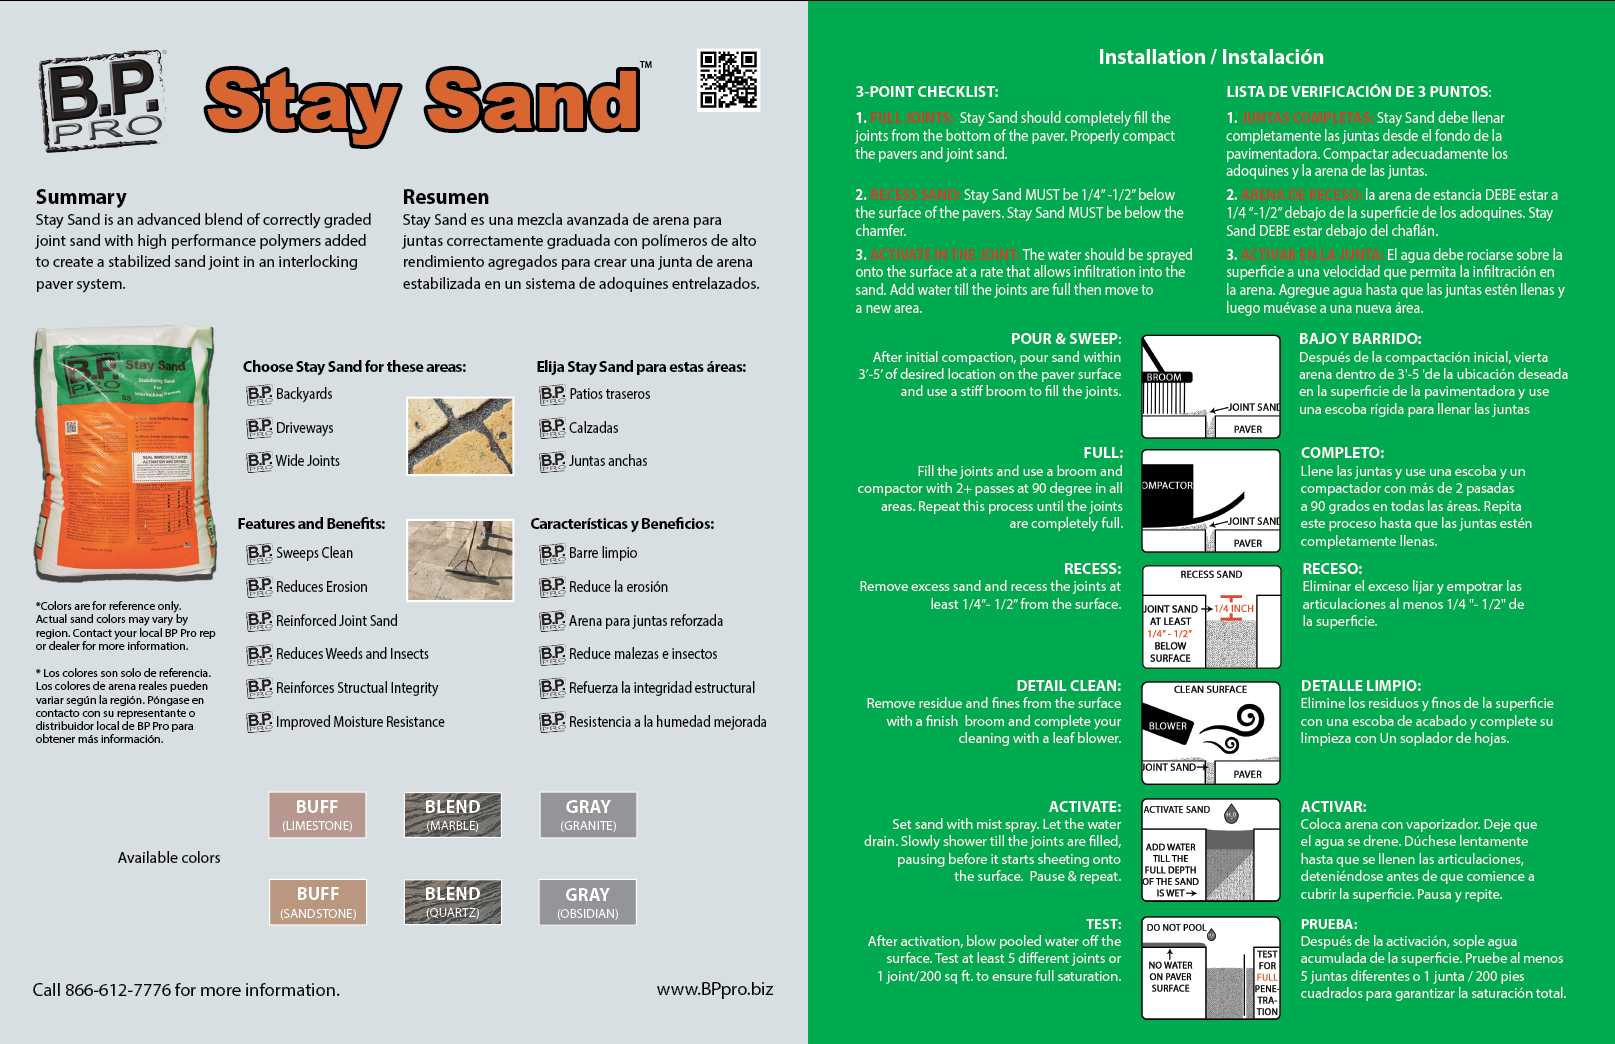 B.P.
PRO
Stay Sand™
Summary
Stay Sand is an advanced blend of correctly graded
joint sand with high performance polymers added
to create a stabilized sand joint in an interlocking
paver system.
Resumen
Stay Sand es una mezcla avanzada de arena para
juntas correctamente graduada con polímeros de alto
rendimiento agregados para crear una junta de arena
estabilizada en un sistema de adoquines entrelazados.
B.P.
PRO
Stay Sand
Stabilizing Sand
For
Interlocking Pavers
SS
SEAL IMMEDIATELY AFTER
ACTIVATION AND DRYING!
Choose Stay Sand for these areas:
B.P. PRO Backyards
B.P. PRO Driveways
B.P. PRO Wide Joints
Elija Stay Sand para estas áreas:
B.P. PRO Patios traseros
B.P. PRO Calzadas
B.P. PRO Juntas anchas
Features and Benefits:
B.P. PRO Sweeps Clean
B.P. PRO Reduces Erosion
B.P. PRO Reinforced Joint Sand
B.P. PRO Reduces Weeds and Insects
B.P. PRO Reinforces Structual Integrity
B.P. PRO Improved Moisture Resistance
Características y Beneficios:
B.P. PRO Barre limpio
B.P. PRO Reduce la erosión
B.P. PRO Arena para juntas reforzada
B.P. PRO Reduce malezas e insectos
B.P. PRO Refuerza la integridad estructural
B.P. PRO Resistencia a la humedad mejorada
*Colors are for reference only.
Actual sand colors may vary by
region. Contact your local BP Pro rep
or dealer for more information.
* Los colores son solo de referencia.
Los colores de arena reales pueden
variar según la región. Póngase en
contacto con su representante o
distribuidor local de BP Pro para
obtener más información.
Available colors
BUFF
(LIMESTONE)
BLEND
(MARBLE)
GRAY
(GRANITE)
BUFF
(SANDSTONE)
BLEND
(QUARTZ)
GRAY
(OBSIDIAN)
Call 866-612-7776 for more information.
www.BPpro.biz
Installation / Instalación
3-POINT CHECKLIST:
1. FULL JOINTS: Stay Sand should completely fill the
joints from the bottom of the paver. Properly compact
the pavers and joint sand.
2. RECESS SAND: Stay Sand MUST be 1/4” -1/2” below
the surface of the pavers. Stay Sand MUST be below the
chamfer.
3. ACTIVATE IN THE JOINT: The water should be sprayed
onto the surface at a rate that allows infiltration into the
sand. Add water till the joints are full then move to
a new area.
LISTA DE VERIFICACIÓN DE 3 PUNTOS:
1. JUNTAS COMPLETAS: Stay Sand debe llenar
completamente las juntas desde el fondo de la
pavimentadora. Compactar adecuadamente los
adoquines y la arena de las juntas.
2. ARENA DE RECESO: la arena de estancia DEBE estar a
1/4 ”-1/2” debajo de la superficie de los adoquines. Stay
Sand DEBE estar debajo del chaflán.
3. ACTIVAR EN LA JUNTA: El agua debe rociarse sobre la
superficie a una velocidad que permita la infiltración en
la arena. Agregue agua hasta que las juntas estén llenas y
luego muévase a una nueva área.
POUR & SWEEP:
After initial compaction, pour sand within
3’-5’ of desired location on the paver surface
and use a stiff broom to fill the joints.
BROOM
JOINT SAND
PAVER
BAJO Y BARRIDO:
Después de la compactación inicial, vierta
arena dentro de 3'-5 'de la ubicación deseada
en la superficie de la pavimentadora y use
una escoba rígida para llenar las juntas
FULL:
Fill the joints and use a broom and
compactor with 2+ passes at 90 degree in all
areas. Repeat this process until the joints
are completely full.
OMPACTOR
JOINT SAND
PAVER
COMPLETO:
Llene las juntas y use una escoba y un
compactador con más de 2 pasadas
a 90 grados en todas las áreas. Repita
este proceso hasta que las juntas estén
completamente llenas.
RECESS:
Remove excess sand and recess the joints at
least 1/4”- 1/2” from the surface.
RECESS SAND
JOINT SAND
AT LEAST
1/4” - 1/2”
BELOW
SURFACE
1/4 INCH
RECESO:
Eliminar el exceso lijar y empotrar las
articulaciones al menos 1/4 "- 1/2" de
la superficie.
DETAIL CLEAN:
Remove residue and fines from the surface
with a finish broom and complete your
cleaning with a leaf blower.
CLEAN SURFACE
BLOWER
JOINT SAND
PAVER
DETALLE LIMPIO:
Elimine los residuos y finos de la superficie
con una escoba de acabado y complete su
limpieza con Un soplador de hojas.
ACTIVATE:
Set sand with mist spray. Let the water
drain. Slowly shower till the joints are filled,
pausing before it starts sheeting onto
the surface. Pause & repeat.
ACTIVATE SAND
H₂O
ADD WATER
TILL THE
FULL DEPTH
OF THE SAND
IS WET
ACTIVAR:
Coloca arena con vaporizador. Deje que
el agua se drene. Dúchese lentamente
hasta que se llenen las articulaciones,
deteniéndose antes de que comience a
cubrir la superficie. Pausa y repite.
TEST:
After activation, blow pooled water off the
surface. Test at least 5 different joints or
1 joint/200 sq ft. to ensure full saturation.
DO NOT POOL
NO WATER
ON PAVER
SURFACE
TEST
FOR
FULL
PENE-
TRA-
TION
PRUEBA:
Después de la activación, sople agua
acumulada de la superficie. Pruebe al menos
5 juntas diferentes o 1 junta / 200 pies
cuadrados para garantizar la saturación total.